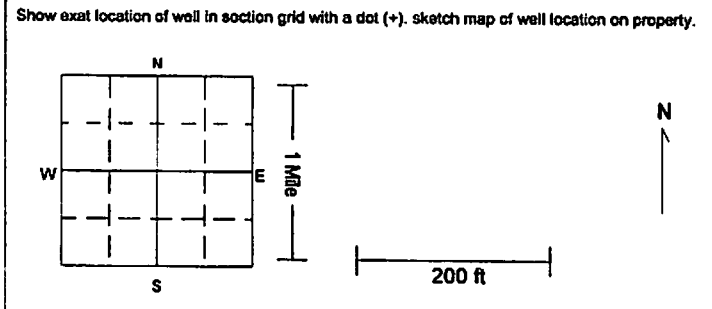 Show exat location of well in soction grid with a dot (+). sketch map of well location on property.
N
N
W
E
1 Mile
200 ft
S